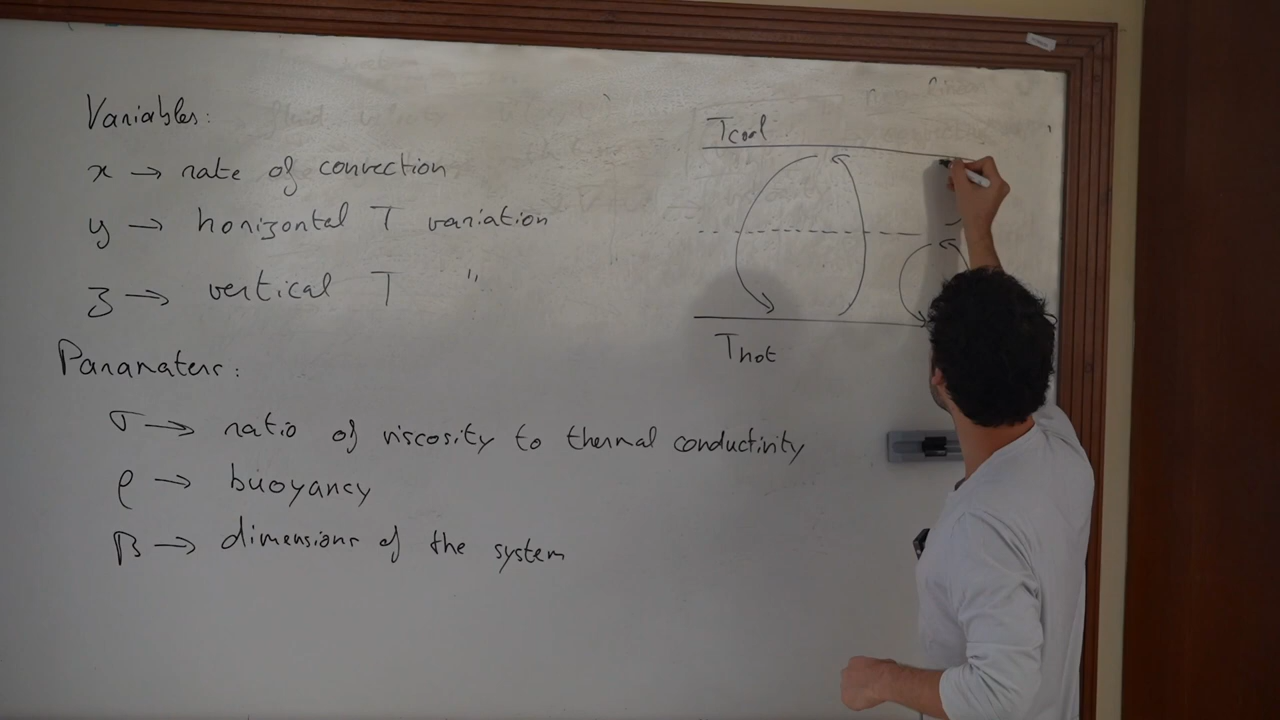 Variables:
x → rate of convection
y → horizontal T variation
z → vertical T "
Parameters:
σ → ratio of viscosity to thermal conductivity
ρ → buoyancy
β → dimensions of the system
Tcool
Thot